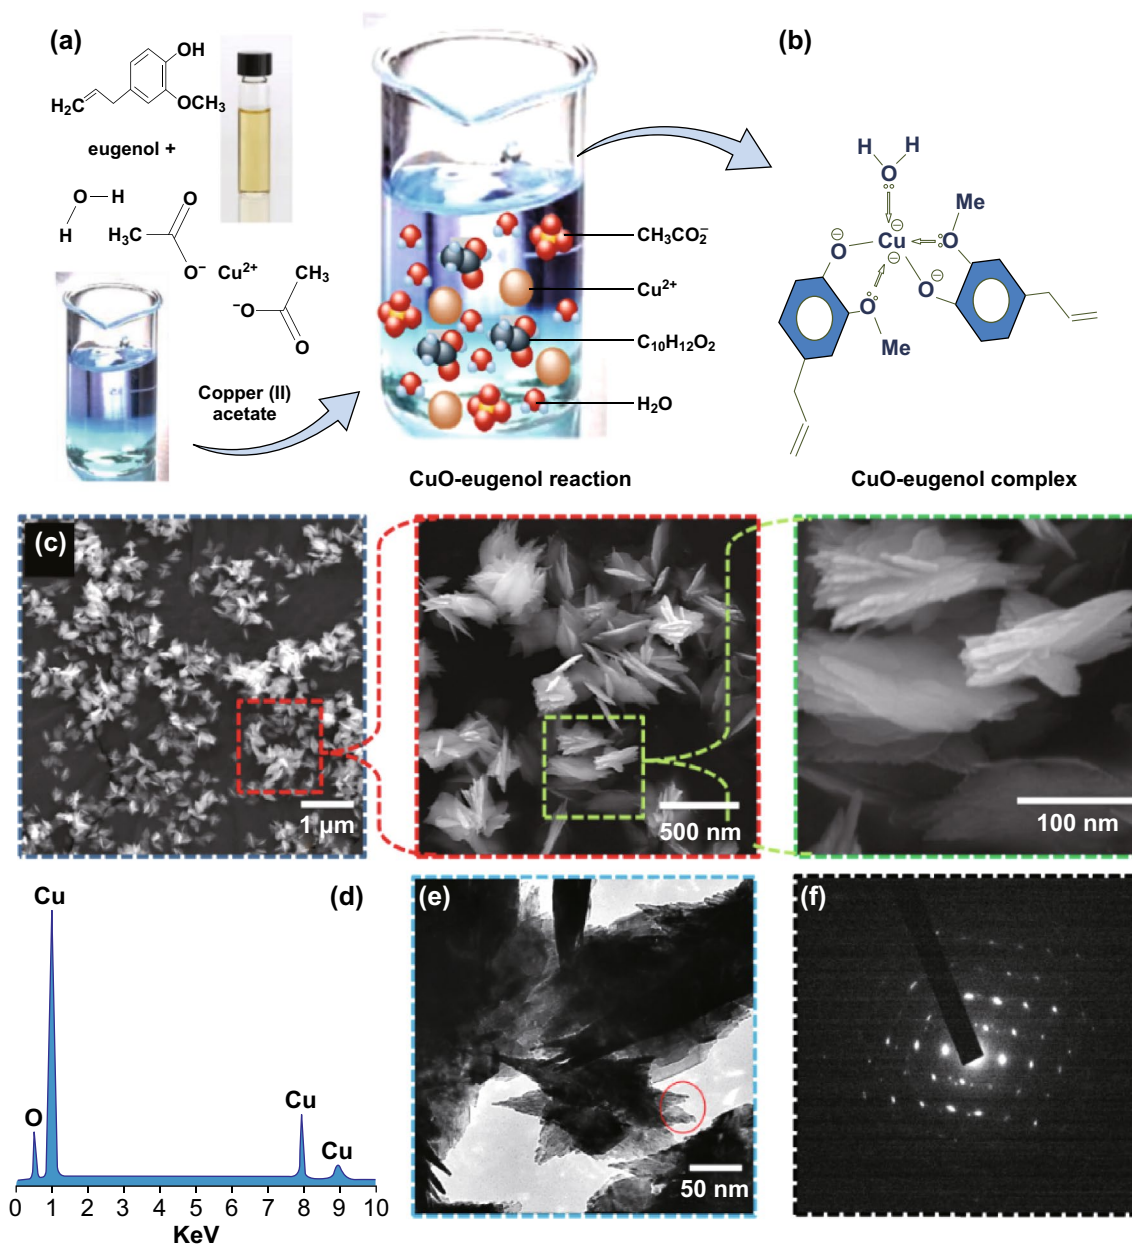 (a)
OH
H₂C
OCH₃
eugenol +
O
H
H
O
H₃C
O⁻
Cu²⁺
CH₃
⁻O
O
Copper (II)
acetate
CH₃CO₂⁻
Cu²⁺
C₁₀H₁₂O₂
H₂O
CuO-eugenol reaction
(b)
H
H
O
Me
O
Cu
O
O
O
Me
CuO-eugenol complex
(c)
1 µm
500 nm
100 nm
(d)
Cu
O
Cu
Cu
0 1 2 3 4 5 6 7 8 9 10
KeV
(e)
50 nm
(f)